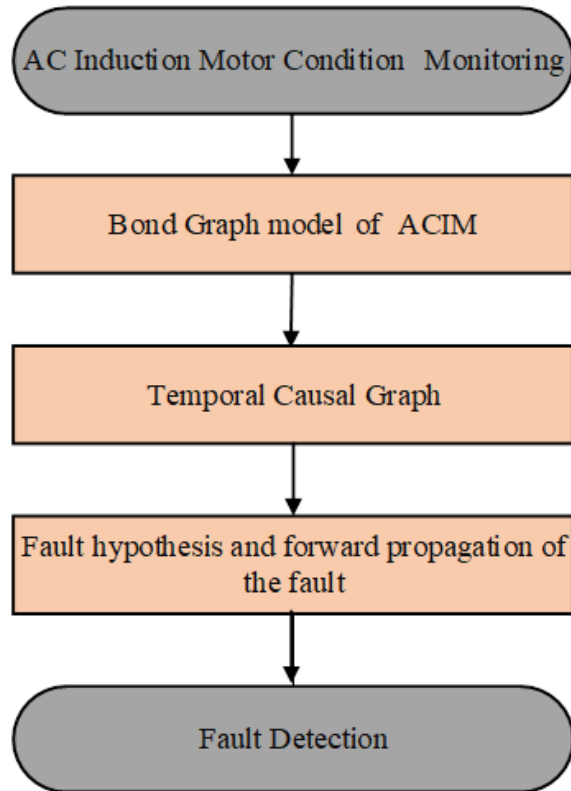 AC Induction Motor Condition Monitoring
Bond Graph model of ACIM
Temporal Causal Graph
Fault hypothesis and forward propagation of
the fault
Fault Detection